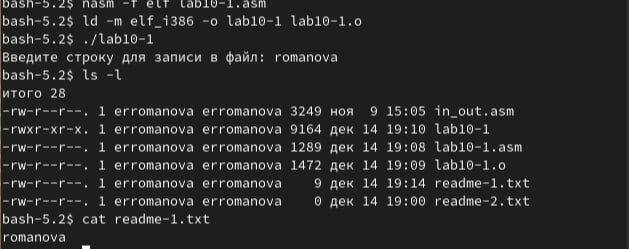 bash-5.2$ nasm -f elf lab10-1.asm
bash-5.2$ ld -m elf_i386 -o lab10-1 lab10-1.o
bash-5.2$ ./lab10-1
Введите строку для записи в файл: romanova
bash-5.2$ ls -l
итого 28
-rw-r--r--. 1 erromanova erromanova 3249 ноя  9 15:05 in_out.asm
-rwxr-xr-x. 1 erromanova erromanova 9164 дек 14 19:10 lab10-1
-rw-r--r--. 1 erromanova erromanova 1289 дек 14 19:08 lab10-1.asm
-rw-r--r--. 1 erromanova erromanova 1472 дек 14 19:09 lab10-1.o
-rw-r--r--. 1 erromanova erromanova    9 дек 14 19:14 readme-1.txt
-rw-r--r--. 1 erromanova erromanova    0 дек 14 19:00 readme-2.txt
bash-5.2$ cat readme-1.txt
romanova